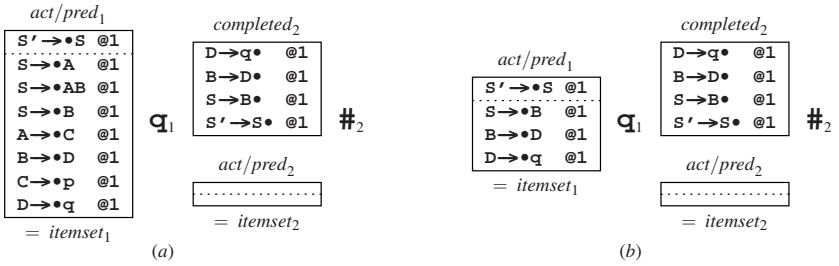 act/pred1
S'→•S @1
S→•A @1
S→•AB @1
S→•B @1
A→•C @1
B→•D @1
C→•p @1
D→•q @1
= itemset1
q1
completed2
D→q• @1
B→D• @1
S→B• @1
S'→S• @1
act/pred2
= itemset2
#2
(a)
act/pred1
S'→•S @1
S→•B @1
B→•D @1
D→•q @1
= itemset1
q1
completed2
D→q• @1
B→D• @1
S→B• @1
S'→S• @1
act/pred2
= itemset2
#2
(b)